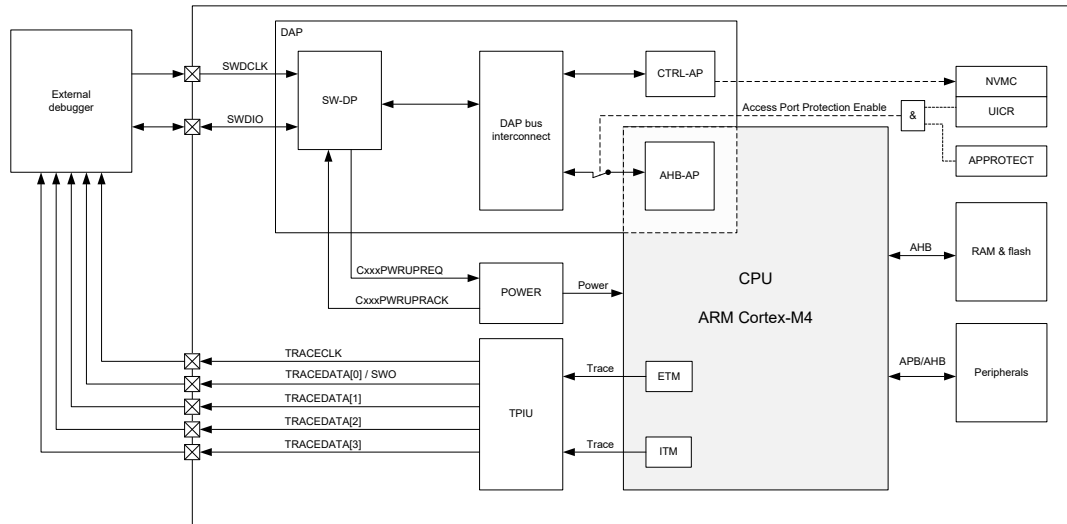 DAP
External
debugger
SWDCLK
SWDIO
SW-DP
DAP bus
interconnect
CTRL-AP
NVMC
UICR
Access Port Protection Enable
&
APPROTECT
AHB-AP
CxxxPWRUPREQ
CxxxPWRUPRACK
POWER
Power
CPU
ARM Cortex-M4
AHB
RAM & flash
APB/AHB
Peripherals
TRACECLK
TRACEDATA[0] / SWO
TRACEDATA[1]
TRACEDATA[2]
TRACEDATA[3]
TPIU
Trace
ETM
Trace
ITM